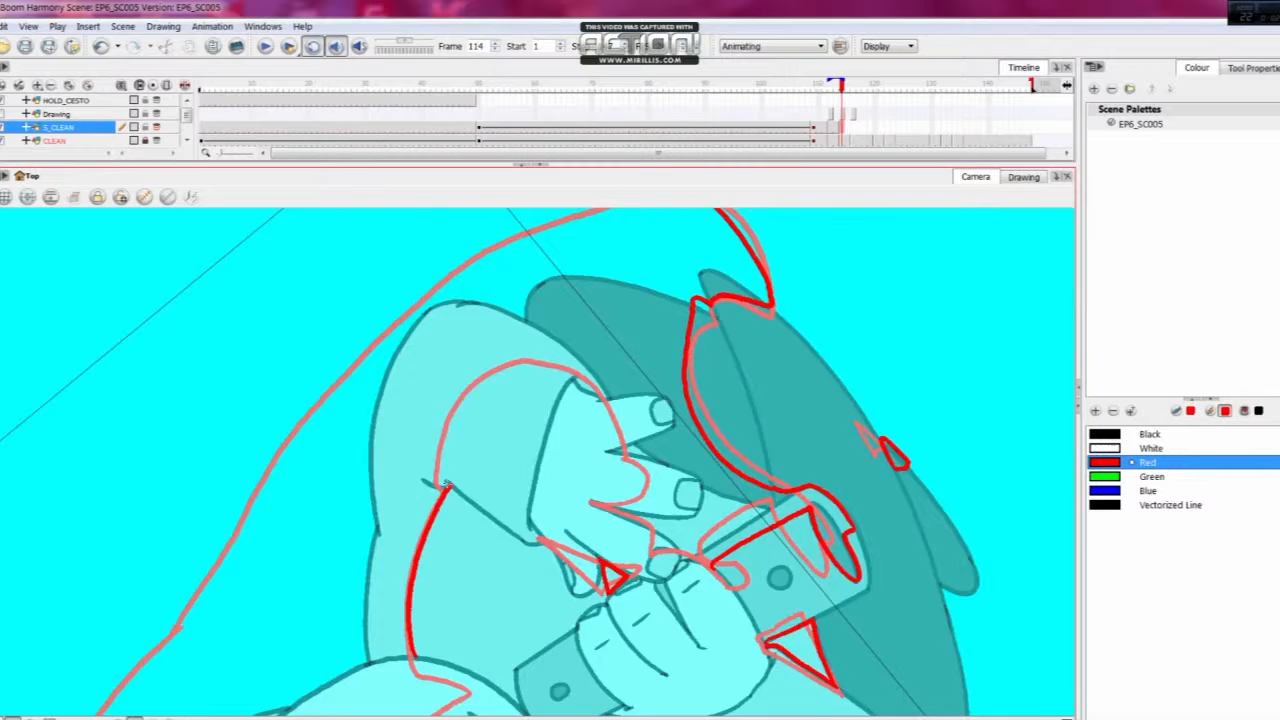 Boom Harmony Scene: EP6_SC005 Version: EP6_SC005
View Play Insert Scene Drawing Animation Windows Help
THIS VIDEO WAS CAPTURED WITH
WWW.MIRILLIS.COM
Frame 114 Start 1
Animating
Display
22
Timeline
Colour Tool Properties
HOLD_CESTO
Drawing
S_CLEAN
CLEAN
Scene Palettes
EP6_SC005
Top
Camera Drawing
Black
White
Red
Green
Blue
Vectorized Line